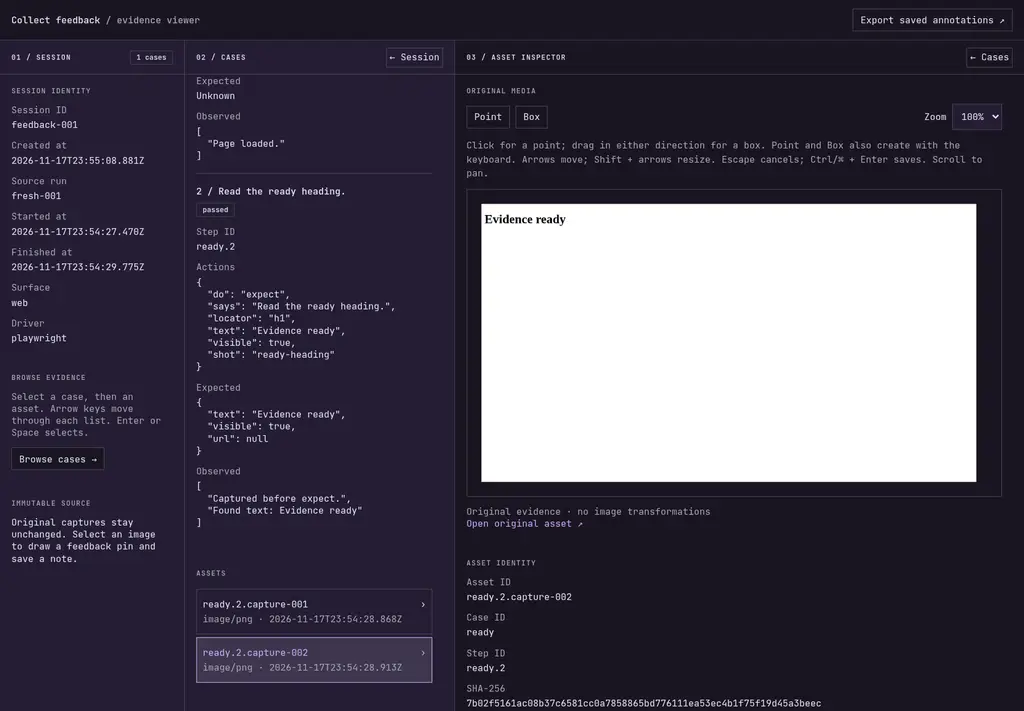 Collect feedback / evidence viewer
Export saved annotations ↗
01 / SESSION
1 cases
SESSION IDENTITY
Session ID
feedback-001
Created at
2026-11-17T23:55:08.881Z
Source run
fresh-001
Started at
2026-11-17T23:54:27.470Z
Finished at
2026-11-17T23:54:29.775Z
Surface
web
Driver
playwright
BROWSE EVIDENCE
Select a case, then an
asset. Arrow keys move
through each list. Enter or
Space selects.
Browse cases →
IMMUTABLE SOURCE
Original captures stay
unchanged. Select an image
to draw a feedback pin and
save a note.
02 / CASES
← Session
Expected
Unknown
Observed
[
"Page loaded."
]
2 / Read the ready heading.
passed
Step ID
ready.2
Actions
{
"do": "expect",
"says": "Read the ready heading.",
"locator": "h1",
"text": "Evidence ready",
"visible": true,
"shot": "ready-heading"
}
Expected
{
"text": "Evidence ready",
"visible": true,
"url": null
}
Observed
[
"Captured before expect.",
"Found text: Evidence ready"
]
ASSETS
ready.2.capture-001 ›
image/png · 2026-11-17T23:54:28.868Z
ready.2.capture-002 ›
image/png · 2026-11-17T23:54:28.913Z
03 / ASSET INSPECTOR
← Cases
ORIGINAL MEDIA
Point
Box
Zoom
100%
Click for a point; drag in either direction for a box. Point and Box also create with the
keyboard. Arrows move; Shift + arrows resize. Escape cancels; Ctrl/⌘ + Enter saves. Scroll to
pan.
Evidence ready
Original evidence · no image transformations
Open original asset ↗
ASSET IDENTITY
Asset ID
ready.2.capture-002
Case ID
ready
Step ID
ready.2
SHA-256
7b02f5161ac08b37c6581cc0a7858865bd776111ea53ec4b1f75f19d45a3beec